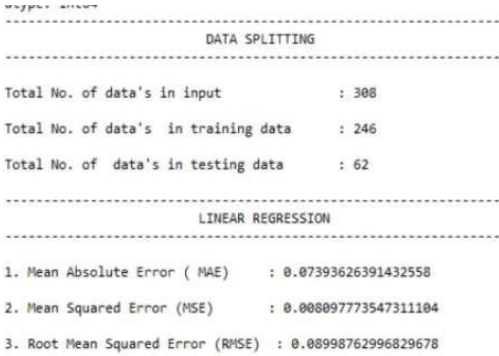 DATA SPLITTING
Total No. of data's in input : 308
Total No. of data's in training data : 246
Total No. of data's in testing data : 62
LINEAR REGRESSION
1. Mean Absolute Error ( MAE) : 0.07393626391432558
2. Mean Squared Error (MSE) : 0.008097773547311104
3. Root Mean Squared Error (RMSE) : 0.08998762996829678